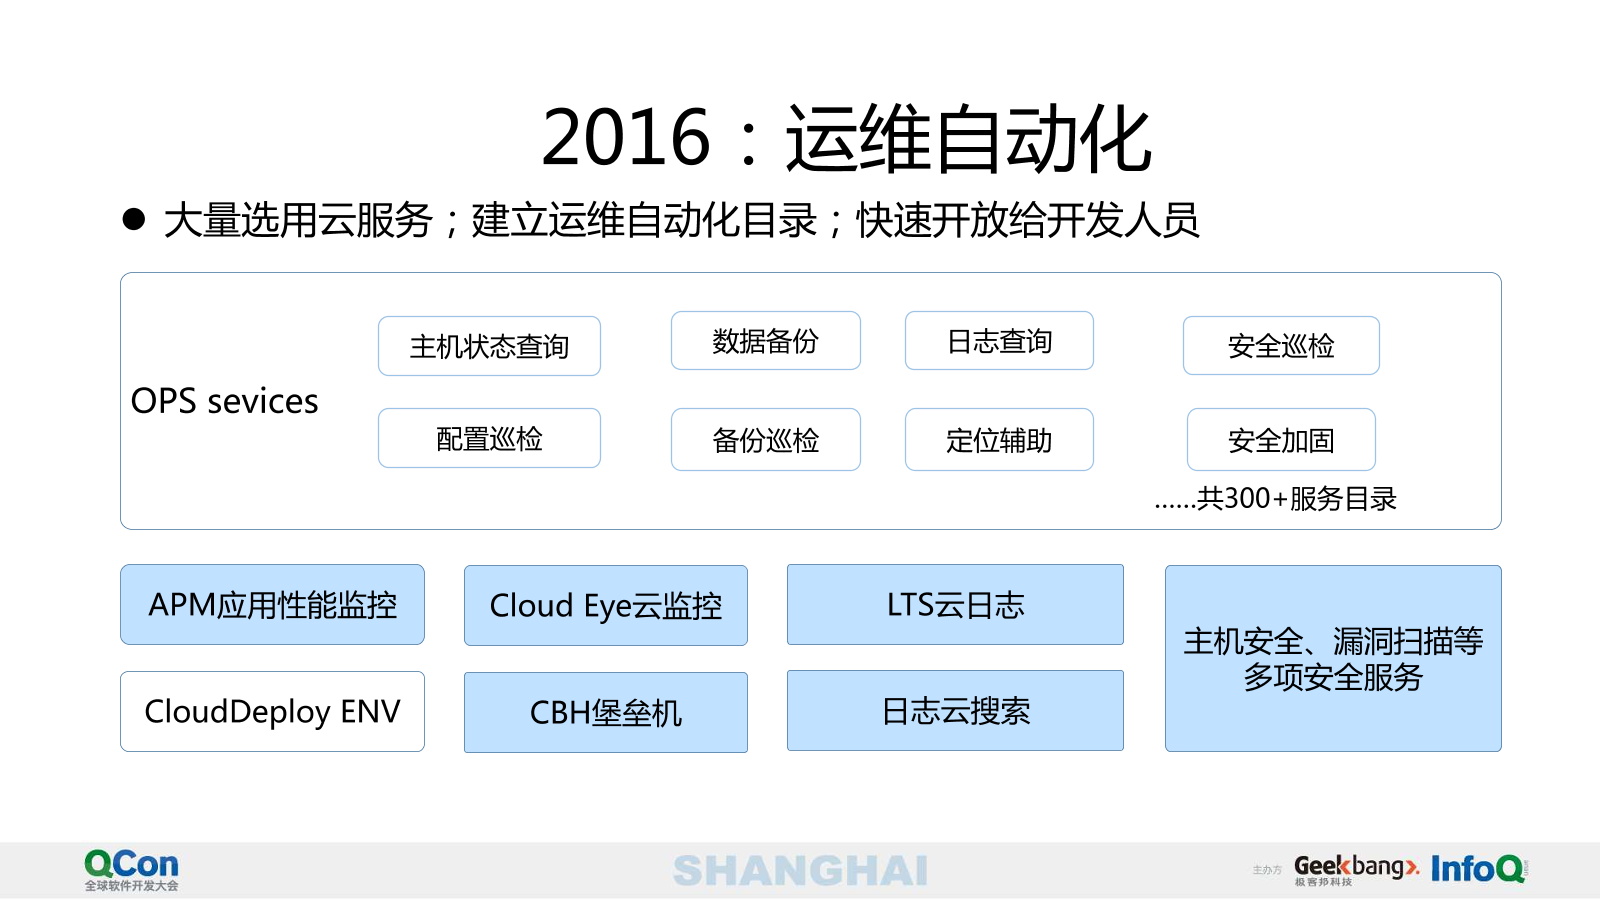 2016：运维自动化
● 大量选用云服务；建立运维自动化目录；快速开放给开发人员
OPS sevices
主机状态查询
数据备份
日志查询
安全巡检
配置巡检
备份巡检
定位辅助
安全加固
......共300+服务目录
APM应用性能监控
Cloud Eye云监控
LTS云日志
主机安全、漏洞扫描等
多项安全服务
CloudDeploy ENV
CBH堡垒机
日志云搜索
QCon
全球软件开发大会
SHANGHAI
主办方
Geekbang
极客邦科技
InfoQ